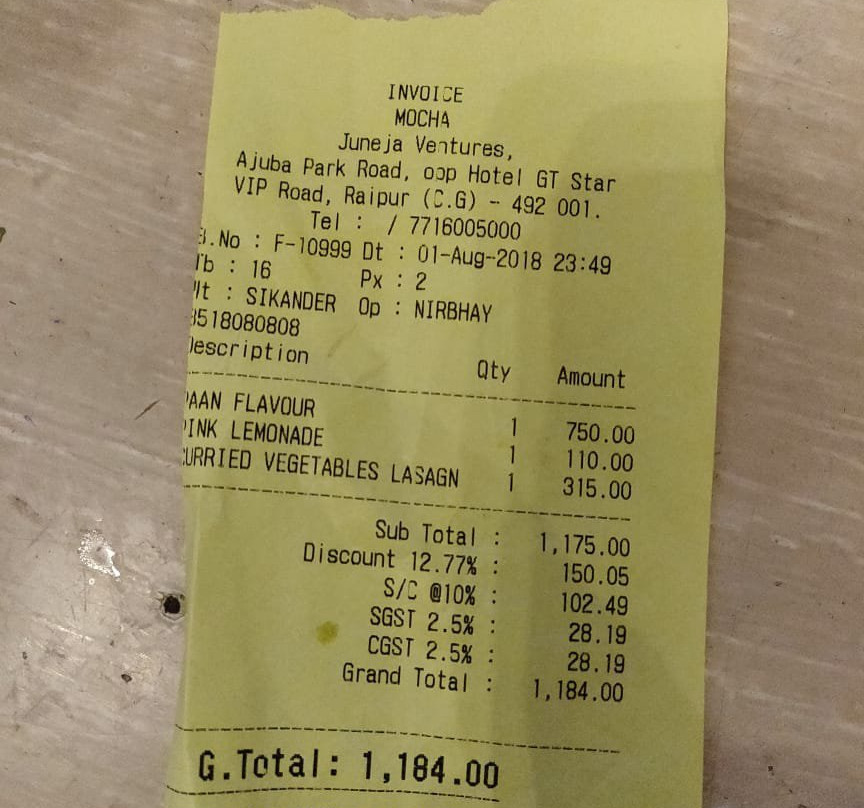 INVOICE
MOCHA
Juneja Ventures,
Ajuba Park Road, oop Hotel GT Star
VIP Road, Raipur (C.G) - 492 001.
Tel : / 7716005000
B.No : F-10999 Dt : 01-Aug-2018 23:49
Tb : 16 Px : 2
Wt : SIKANDER Op : NIRBHAY
8518080808
Description Qty Amount
PAAN FLAVOUR 1 750.00
PINK LEMONADE 1 110.00
CURRIED VEGETABLES LASAGN 1 315.00
Sub Total : 1,175.00
Discount 12.77% : 150.05
S/C @10% : 102.49
SGST 2.5% : 28.19
CGST 2.5% : 28.19
Grand Total : 1,184.00
G.Total: 1,184.00